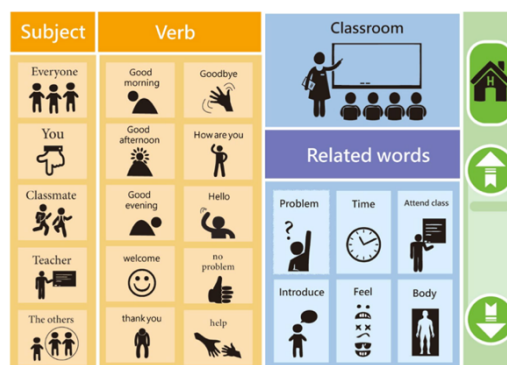 Subject
Verb
Classroom
Everyone
Good
morning
Goodbye
You
Good
afternoon
How are you
Classmate
Good
evening
Hello
Teacher
welcome
no
problem
The others
thank you
help
Related words
Problem
Time
Attend class
Introduce
Feel
Body
H